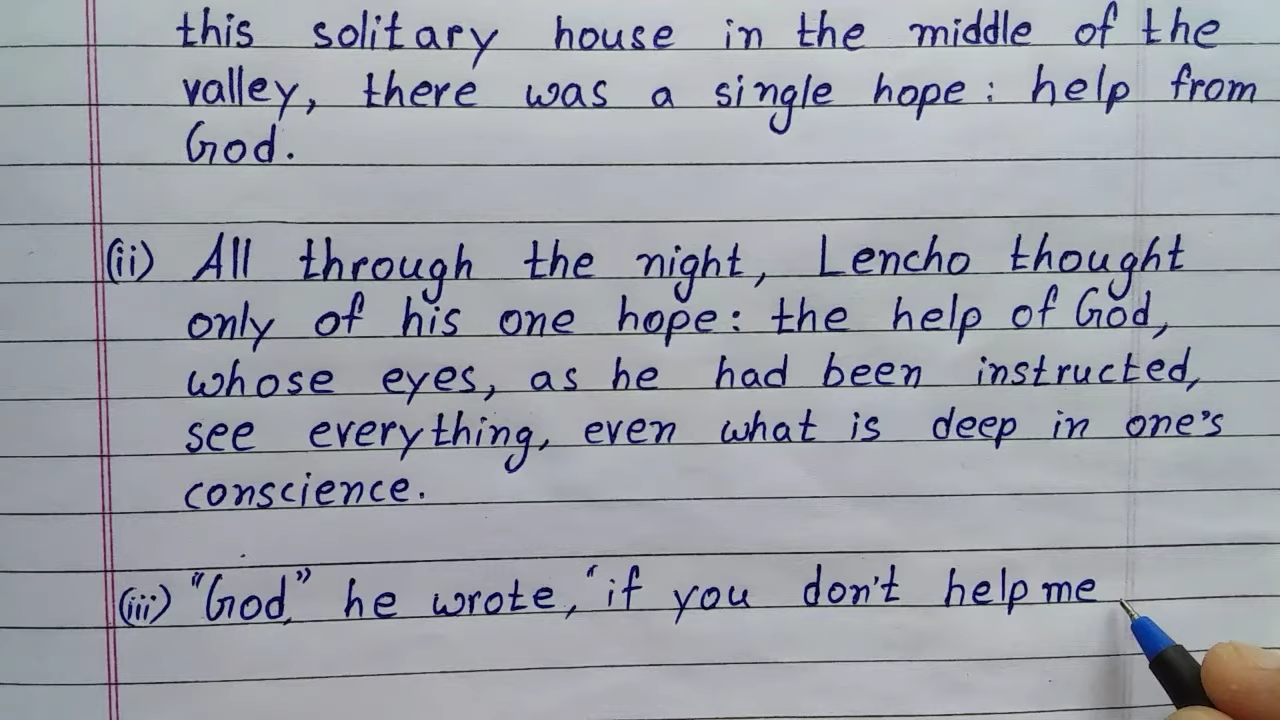 this solitary house in the middle of the
valley, there was a single hope: help from
God.
(ii) All through the night, Lencho thought
only of his one hope: the help of God,
whose eyes, as he had been instructed,
see everything, even what is deep in one's
conscience.
(iii) "God," he wrote, "if you don't help me